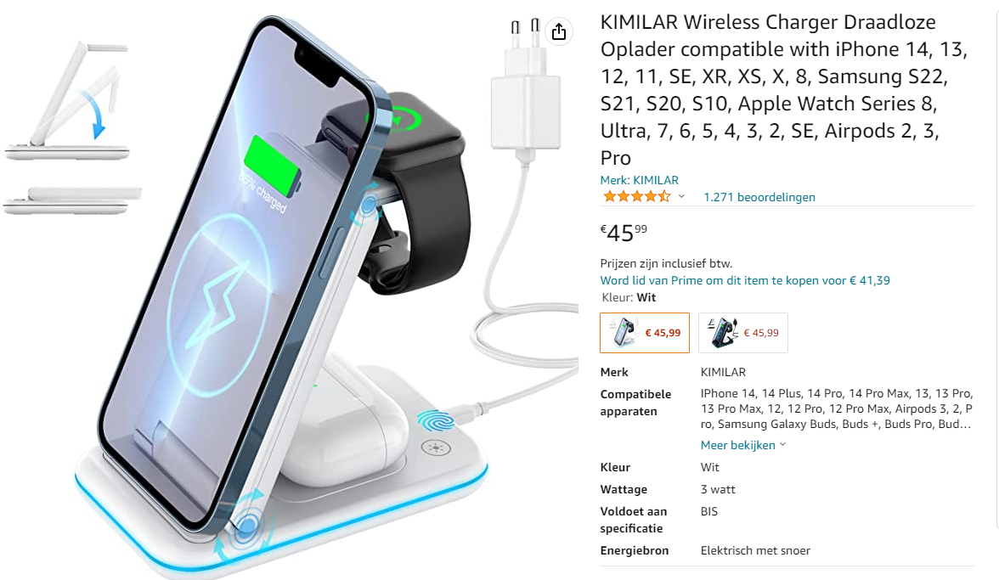 85% charged
KIMILAR Wireless Charger Draadloze
Oplader compatible with iPhone 14, 13,
12, 11, SE, XR, XS, X, 8, Samsung S22,
S21, S20, S10, Apple Watch Series 8,
Ultra, 7, 6, 5, 4, 3, 2, SE, Airpods 2, 3,
Pro
Merk: KIMILAR
1.271 beoordelingen
€4599
Prijzen zijn inclusief btw.
Word lid van Prime om dit item te kopen voor € 41,39
Kleur: Wit
€ 45,99
€ 45,99
Merk KIMILAR
Compatibele apparaten
IPhone 14, 14 Plus, 14 Pro, 14 Pro Max, 13, 13 Pro,
13 Pro Max, 12, 12 Pro, 12 Pro Max, Airpods 3, 2, P
ro, Samsung Galaxy Buds, Buds +, Buds Pro, Bud...
Meer bekijken
Kleur Wit
Wattage 3 watt
Voldoet aan BIS
specificatie
Energiebron Elektrisch met snoer